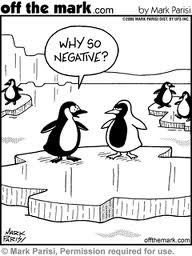 off the mark.com
by Mark Parisi
©2006 MARK PARISI DIST. BY UFS INC.
WHY SO
NEGATIVE?
MARK
PARISI
offthemark.com
© Mark Parisi, Permission required for use.